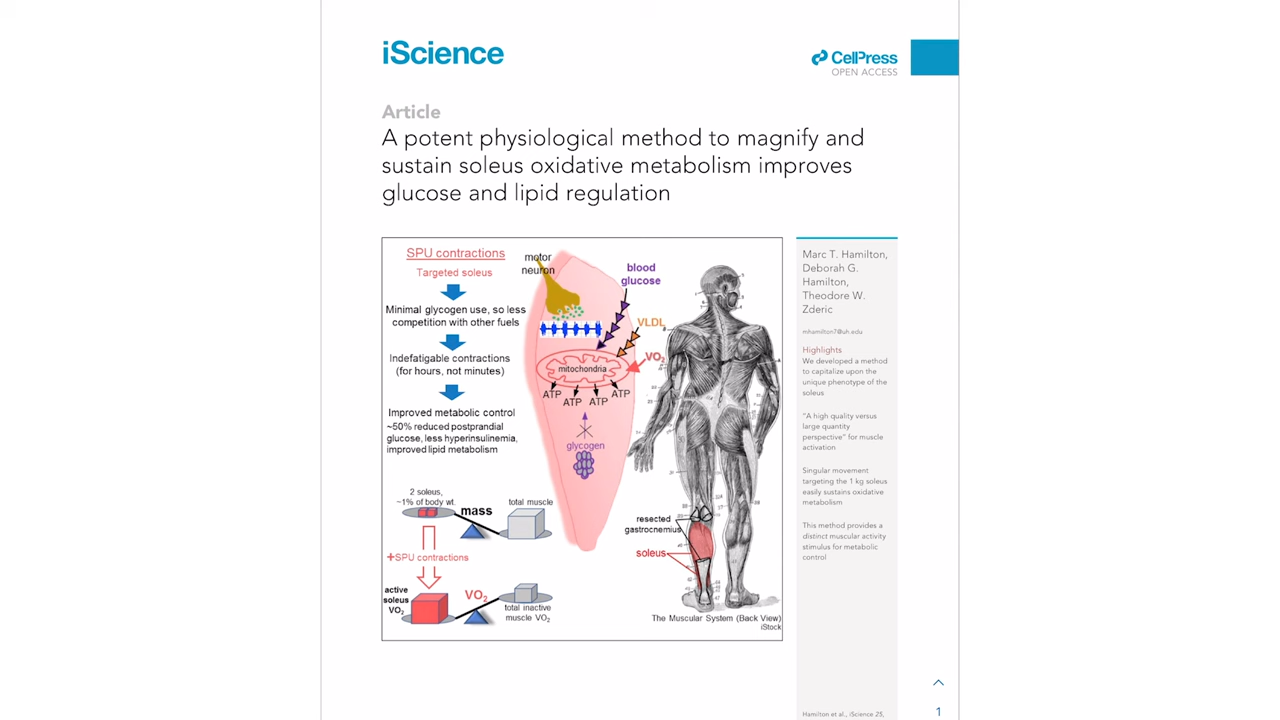 iScience
CellPress
OPEN ACCESS
Article
A potent physiological method to magnify and
sustain soleus oxidative metabolism improves
glucose and lipid regulation
SPU contractions
Targeted soleus
Minimal glycogen use, so less
competition with other fuels
Indefatigable contractions
(for hours, not minutes)
Improved metabolic control
~50% reduced postprandial
glucose, less hyperinsulinemia,
improved lipid metabolism
2 soleus,
~1% of body wt.
mass
total muscle
+SPU contractions
active
soleus
VO₂
VO₂
total inactive
muscle VO₂
motor
neuron
blood
glucose
VLDL
VO₂
mitochondria
ATP
ATP
ATP
ATP
glycogen
resected
gastrocnemius
soleus
The Muscular System (Back View)
iStock
Marc T. Hamilton,
Deborah G.
Hamilton,
Theodore W.
Zderic
mhamilton7@uh.edu
Highlights
We developed a method
to capitalize upon the
unique phenotype of the
soleus
"A high quality versus
large quantity
perspective" for muscle
activation
Singular movement
targeting the 1 kg soleus
easily sustains oxidative
metabolism
This method provides a
distinct muscular activity
stimulus for metabolic
control
Hamilton et al., iScience 25,
1